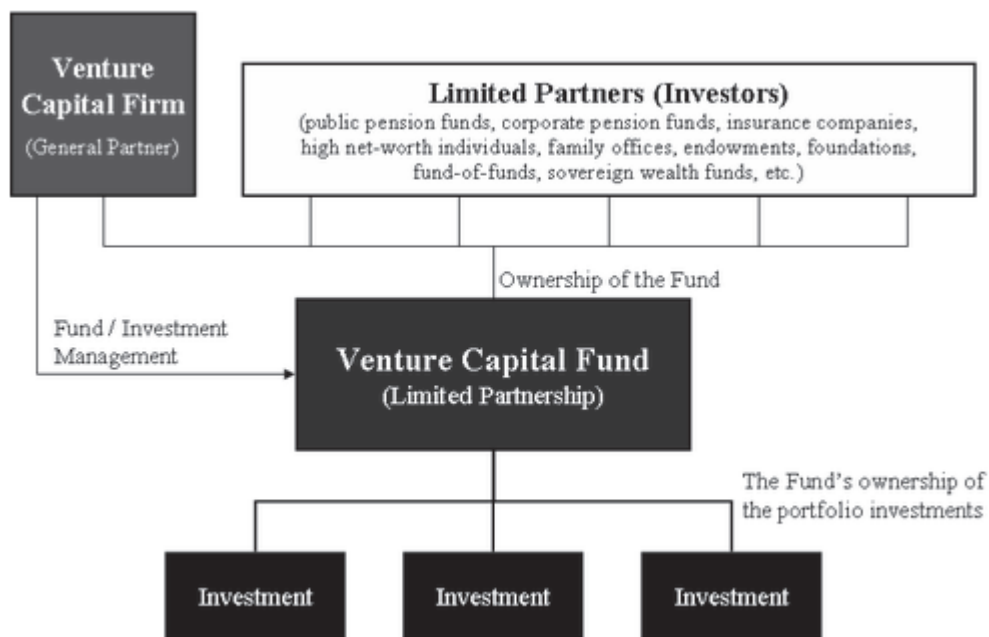 Venture
Capital Firm
(General Partner)
Limited Partners (Investors)
(public pension funds, corporate pension funds, insurance companies,
high net-worth individuals, family offices, endowments, foundations,
fund-of-funds, sovereign wealth funds, etc.)
Ownership of the Fund
Fund / Investment
Management
Venture Capital Fund
(Limited Partnership)
The Fund's ownership of
the portfolio investments
Investment
Investment
Investment